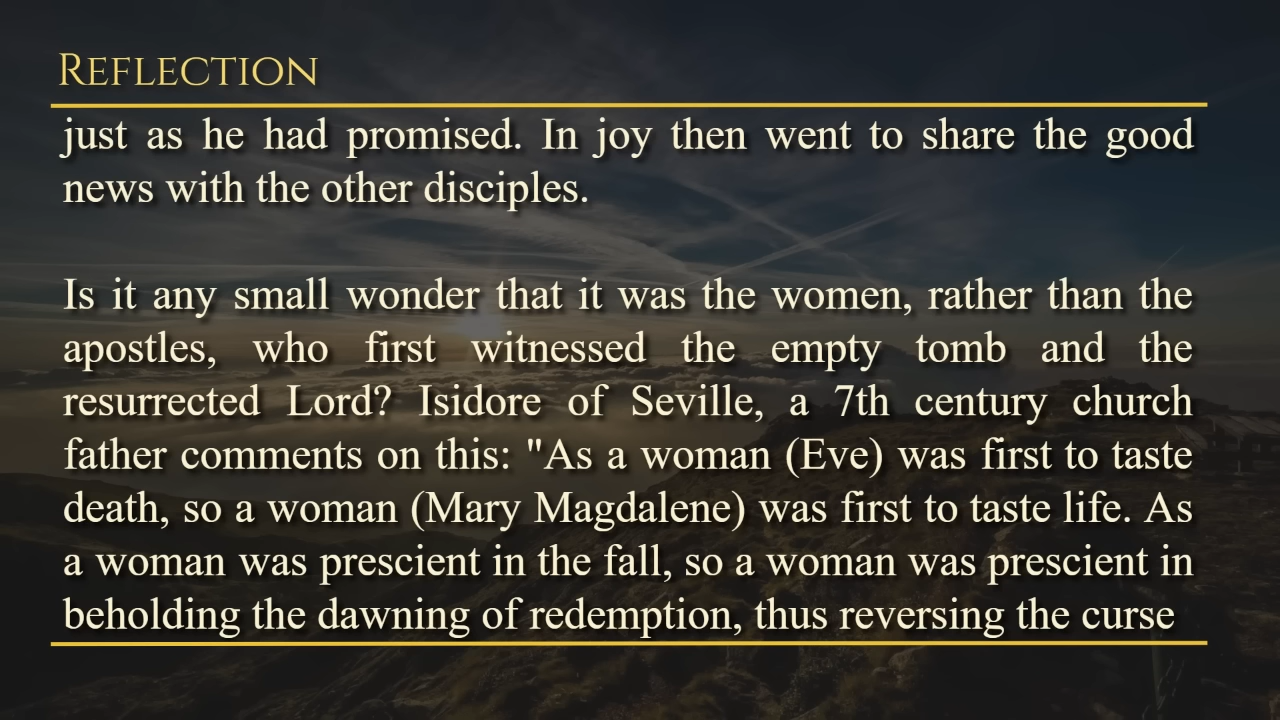 REFLECTION
just as he had promised. In joy then went to share the good
news with the other disciples.
Is it any small wonder that it was the women, rather than the
apostles, who first witnessed the empty tomb and the
resurrected Lord? Isidore of Seville, a 7th century church
father comments on this: "As a woman (Eve) was first to taste
death, so a woman (Mary Magdalene) was first to taste life. As
a woman was prescient in the fall, so a woman was prescient in
beholding the dawning of redemption, thus reversing the curse